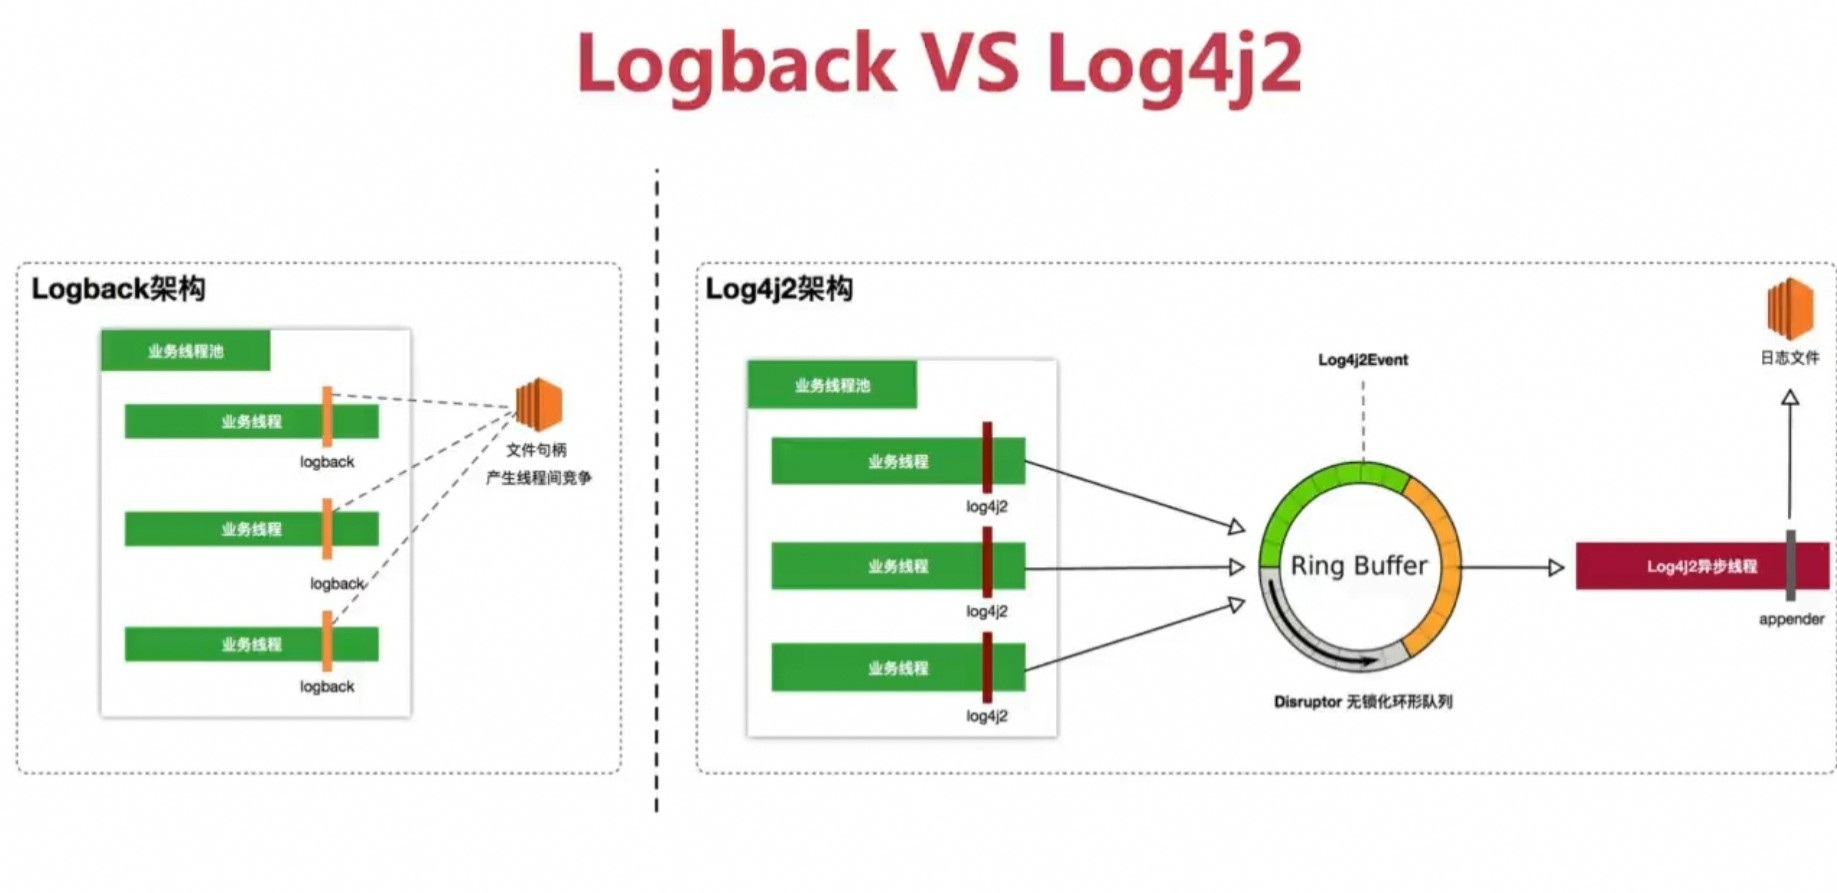 Logback VS Log4j2
Logback架构
业务线程池
业务线程
logback
业务线程
logback
业务线程
logback
文件句柄
产生线程间竞争
Log4j2架构
业务线程池
业务线程
log4j2
业务线程
log4j2
业务线程
log4j2
Log4j2Event
Ring Buffer
Disruptor 无锁化环形队列
日志文件
Log4j2异步线程
appender